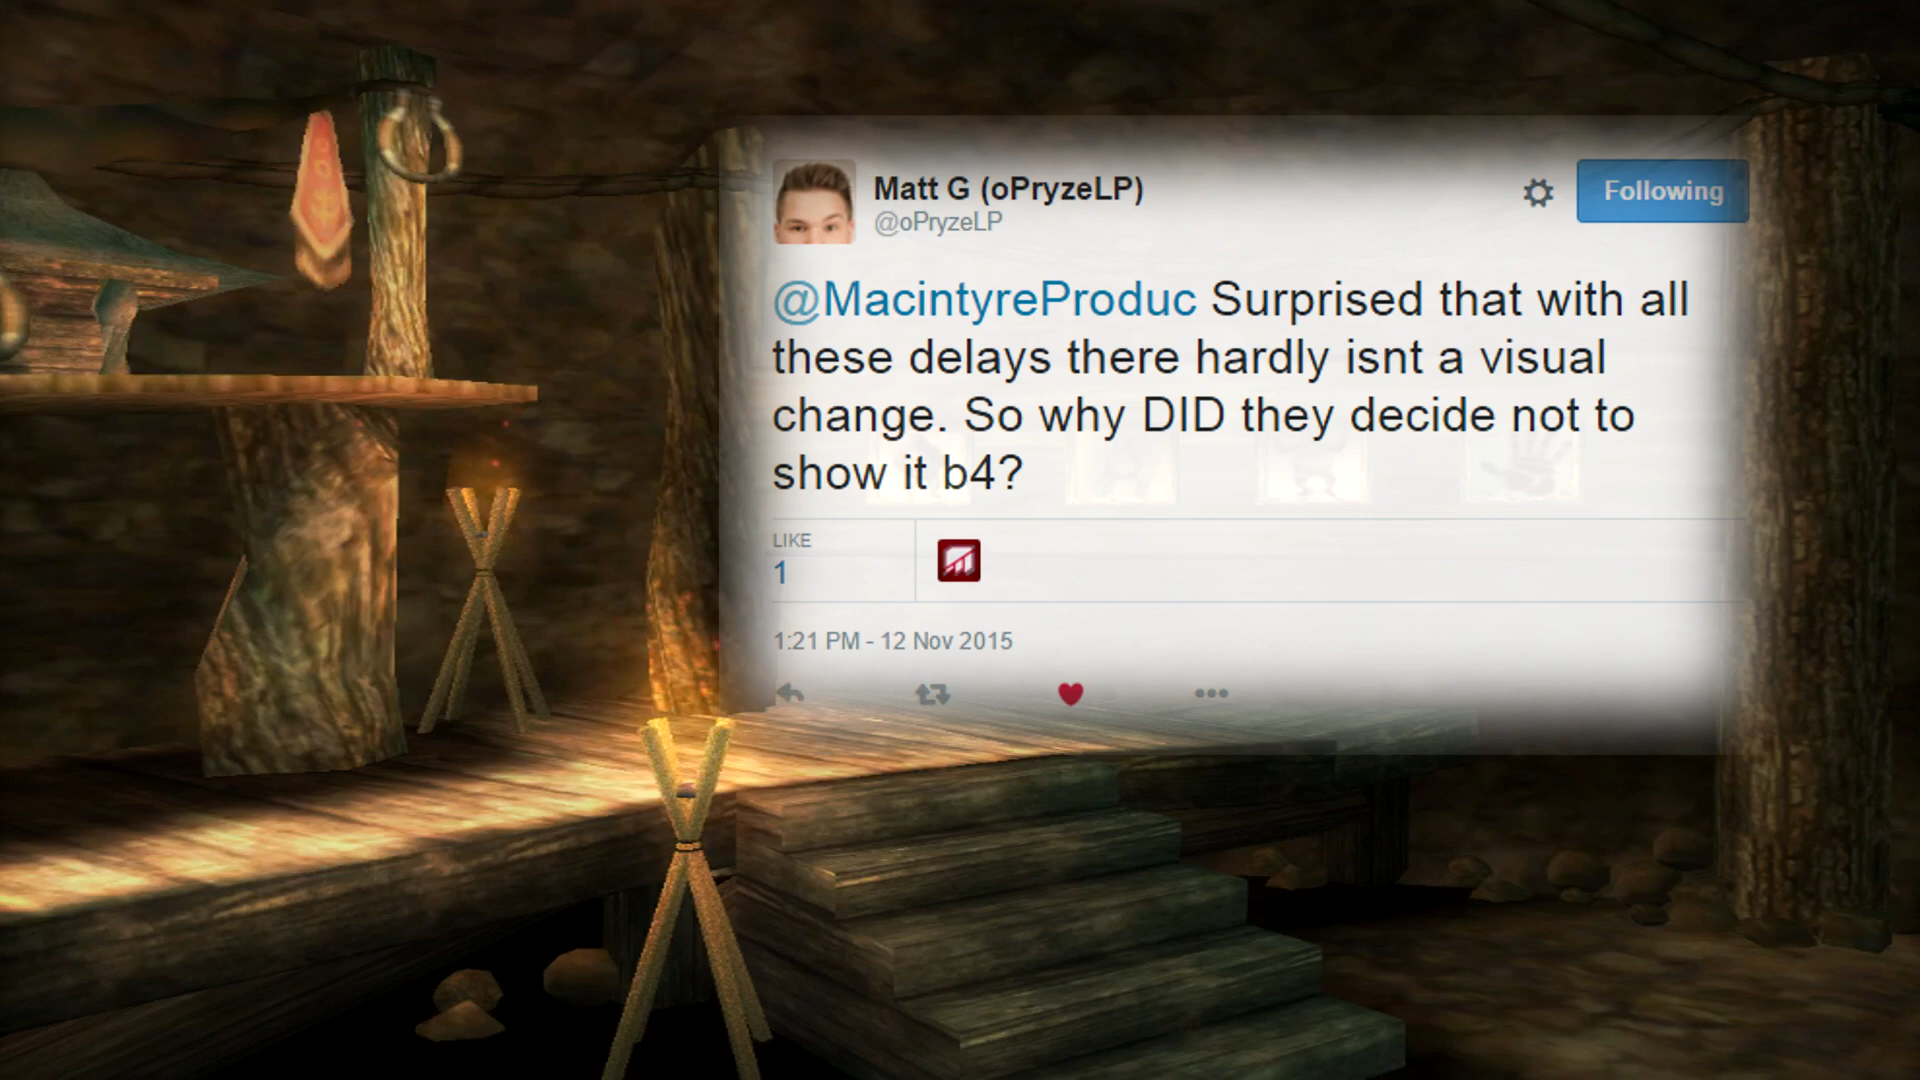 Matt G (oPryzeLP)
@oPryzeLP
Following
@MacintyreProduc Surprised that with all
these delays there hardly isnt a visual
change. So why DID they decide not to
show it b4?
LIKE
1
1:21 PM - 12 Nov 2015